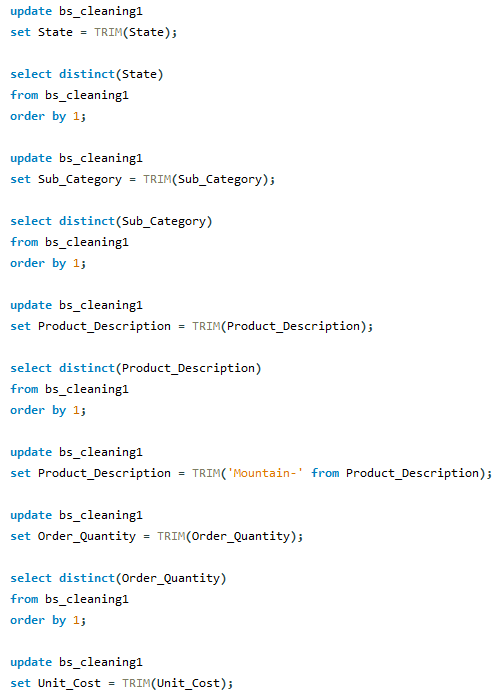 update bs_cleaning1
set State = TRIM(State);
select distinct(State)
from bs_cleaning1
order by 1;
update bs_cleaning1
set Sub_Category = TRIM(Sub_Category);
select distinct(Sub_Category)
from bs_cleaning1
order by 1;
update bs_cleaning1
set Product_Description = TRIM(Product_Description);
select distinct(Product_Description)
from bs_cleaning1
order by 1;
update bs_cleaning1
set Product_Description = TRIM('Mountain-' from Product_Description);
update bs_cleaning1
set Order_Quantity = TRIM(Order_Quantity);
select distinct(Order_Quantity)
from bs_cleaning1
order by 1;
update bs_cleaning1
set Unit_Cost = TRIM(Unit_Cost);